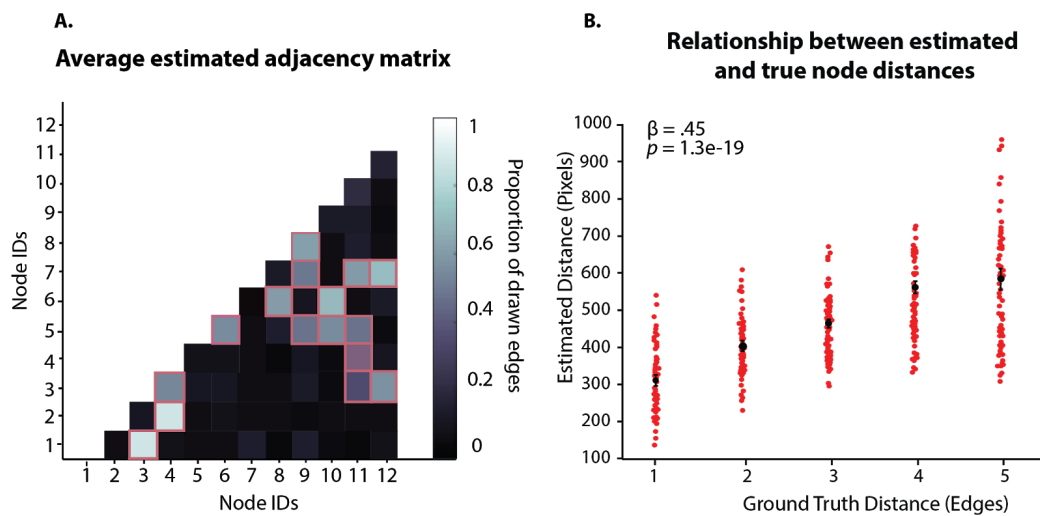 A.
Average estimated adjacency matrix
12
11
10
9
8
7
6
5
4
3
2
1
Node IDs
1 2 3 4 5 6 7 8 9 10 11 12
Node IDs
1
0.8
0.6
0.4
0.2
0
Proportion of drawn edges
B.
Relationship between estimated
and true node distances
β = .45
p = 1.3e-19
1000
900
800
700
600
500
400
300
200
100
Estimated Distance (Pixels)
1 2 3 4 5
Ground Truth Distance (Edges)